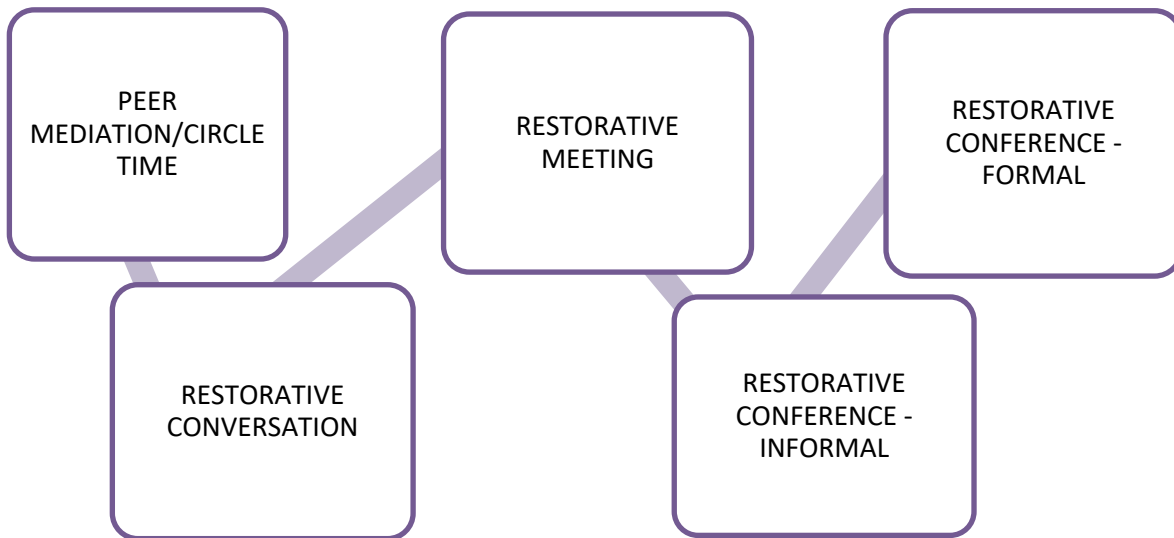 PEER
MEDIATION/CIRCLE
TIME
RESTORATIVE
CONVERSATION
RESTORATIVE
MEETING
RESTORATIVE
CONFERENCE -
INFORMAL
RESTORATIVE
CONFERENCE -
FORMAL